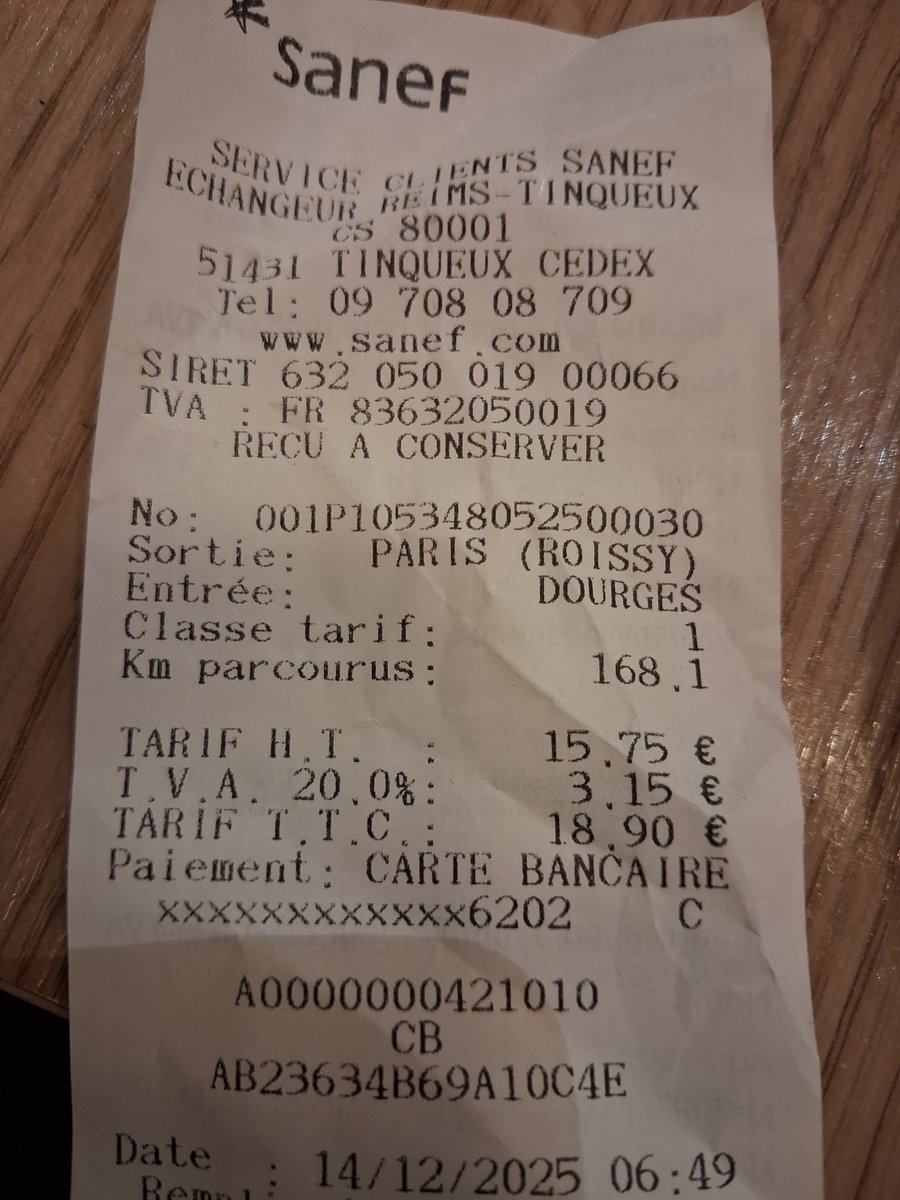 Sanef
SERVICE CLIENTS SANEF
ECHANGEUR REIMS-TINQUEUX
CS 80001
51431 TINQUEUX CEDEX
Tel: 09 708 08 709
www.sanef.com
SIRET 632 050 019 00066
TVA : FR 83632050019
RECU A CONSERVER
No: 001P105348052500030
Sortie: PARIS (ROISSY)
Entrée: DOURGES
Classe tarif: 1
Km parcourus: 168.1
TARIF H.T. : 15.75 €
T.V.A. 20.0%: 3.15 €
TARIF T.T.C.: 18.90 €
Paiement: CARTE BANCAIRE
xxxxxxxxxxxx6202 C
A0000000421010
CB
AB23634B69A10C4E
Date : 14/12/2025 06:49